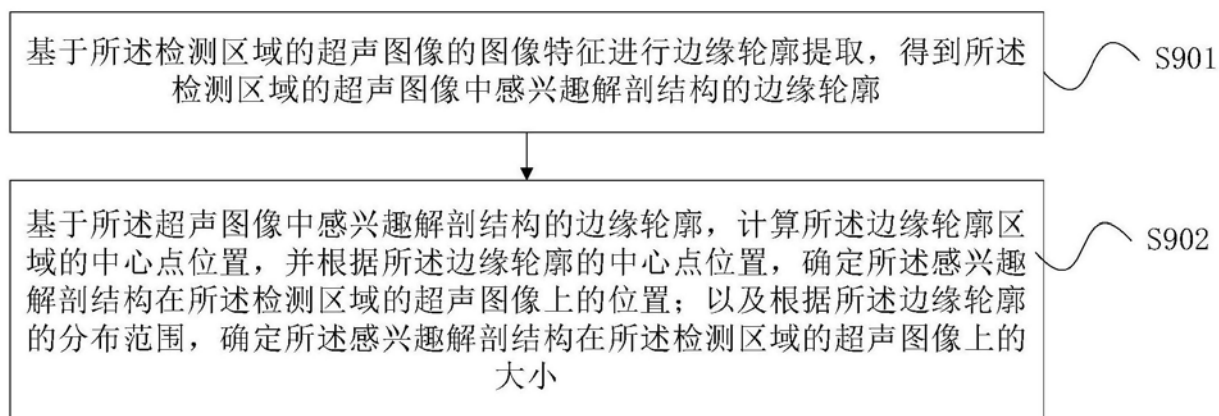 基于所述检测区域的超声图像的图像特征进行边缘轮廓提取，得到所述
检测区域的超声图像中感兴趣解剖结构的边缘轮廓
S901
基于所述超声图像中感兴趣解剖结构的边缘轮廓，计算所述边缘轮廓区
域的中心点位置，并根据所述边缘轮廓的中心点位置，确定所述感兴趣
解剖结构在所述检测区域的超声图像上的位置；以及根据所述边缘轮廓
的分布范围，确定所述感兴趣解剖结构在所述检测区域的超声图像上的
大小
S902